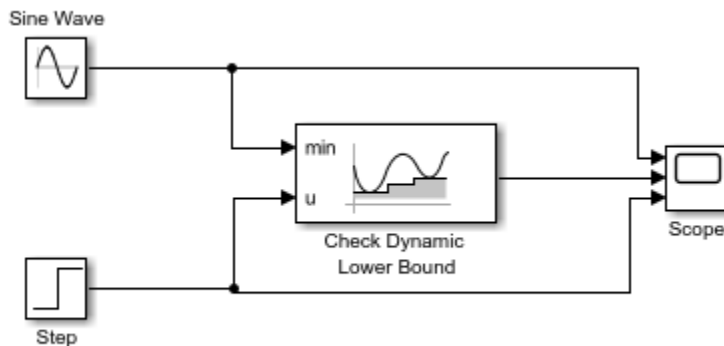 Sine Wave
min
u
Check Dynamic
Lower Bound
Scope
Step